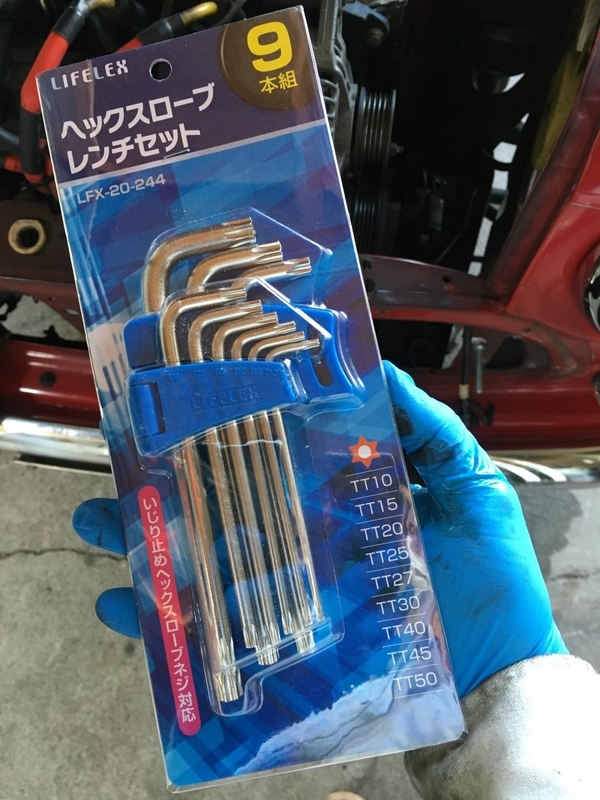 LIFELEX
9
本組
ヘックスローブ
レンチセット
LFX-20-244
LIFELEX
TT10
TT15
TT20
TT25
TT27
TT30
TT40
TT45
TT50
いじり止めヘックスローブネジ対応